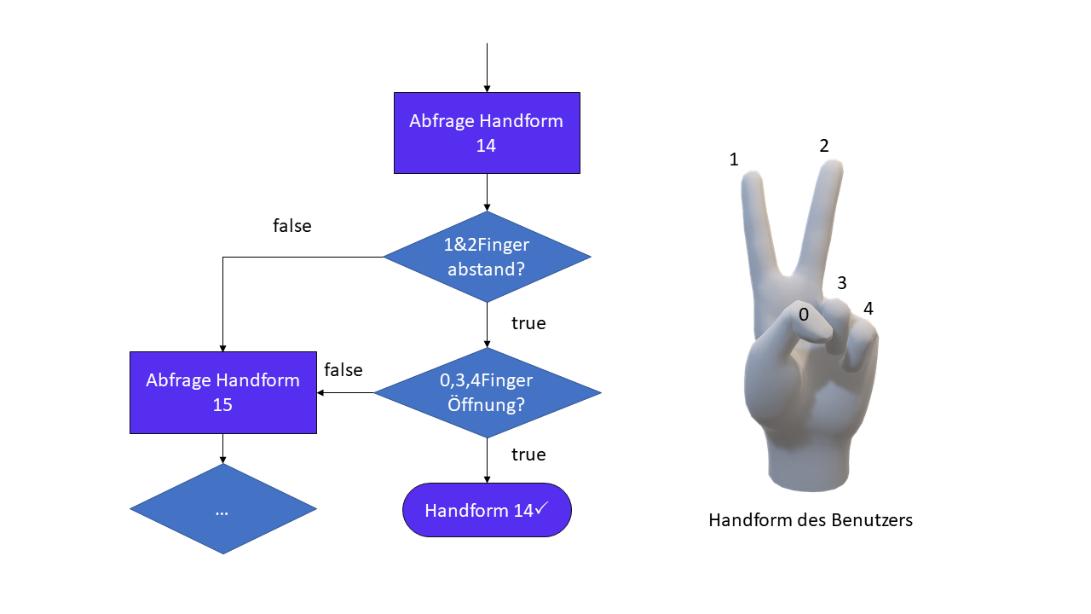 Abfrage Handform
14
false
1&2Finger
abstand?
true
Abfrage Handform
15
false
0,3,4Finger
Öffnung?
true
...
Handform 14✓
1
2
3
0
4
Handform des Benutzers